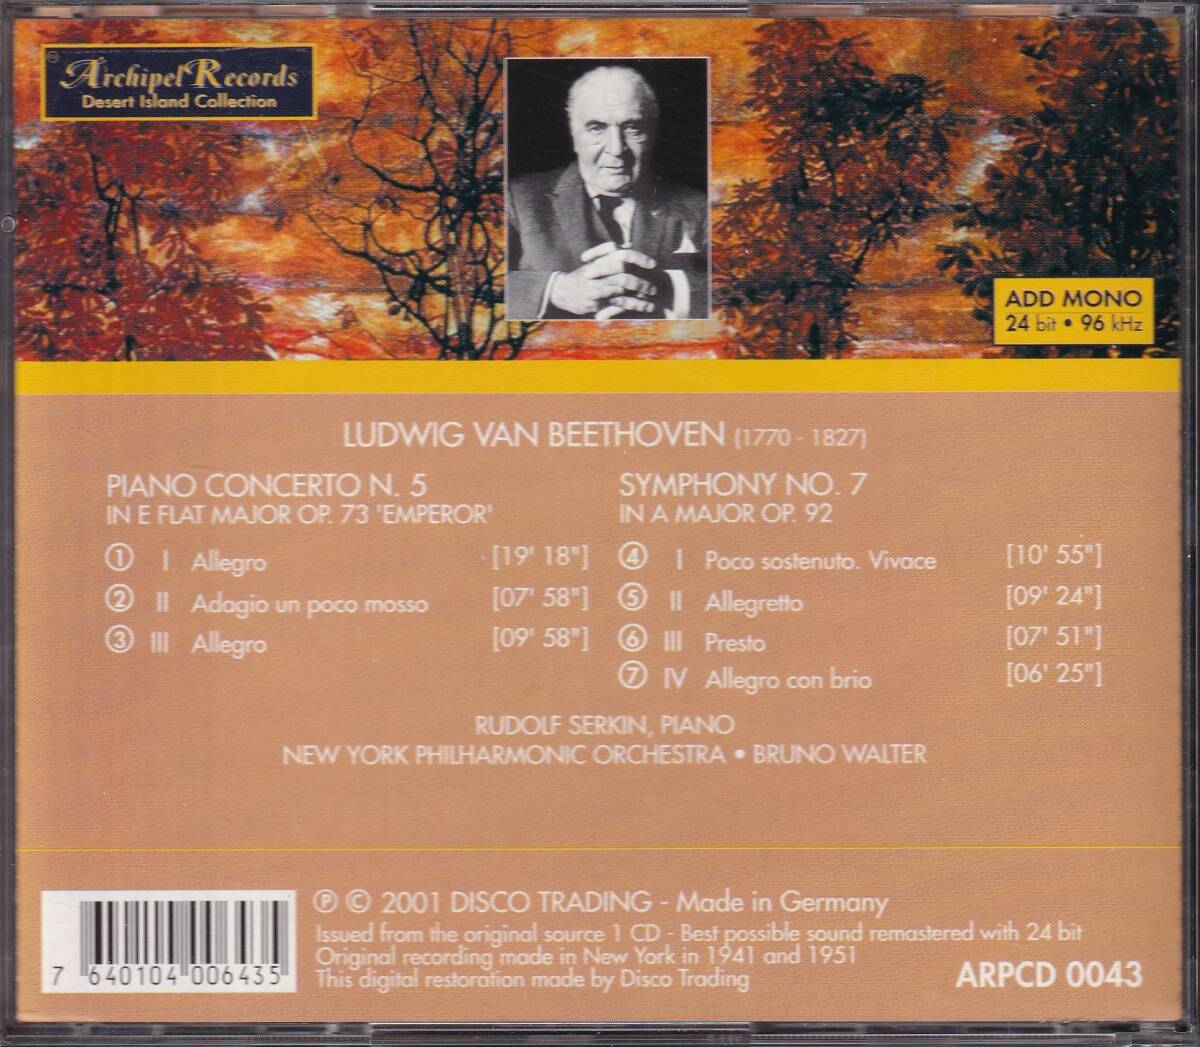 Archipel Records
Desert Island Collection
ADD MONO
24 bit • 96 kHz
LUDWIG VAN BEETHOVEN (1770 - 1827)
PIANO CONCERTO N. 5
IN E FLAT MAJOR OP. 73 'EMPEROR'
① I Allegro [19' 18"]
② II Adagio un poco mosso [07' 58"]
③ III Allegro [09' 58"]
SYMPHONY NO. 7
IN A MAJOR OP. 92
④ I Poco sostenuto. Vivace [10' 55"]
⑤ II Allegretto [09' 24"]
⑥ III Presto [07' 51"]
⑦ IV Allegro con brio [06' 25"]
RUDOLF SERKIN, PIANO
NEW YORK PHILHARMONIC ORCHESTRA • BRUNO WALTER
7 640104 006435
℗ © 2001 DISCO TRADING - Made in Germany
Issued from the original source 1 CD - Best possible sound remastered with 24 bit
Original recording made in New York in 1941 and 1951
This digital restoration made by Disco Trading
ARPCD 0043